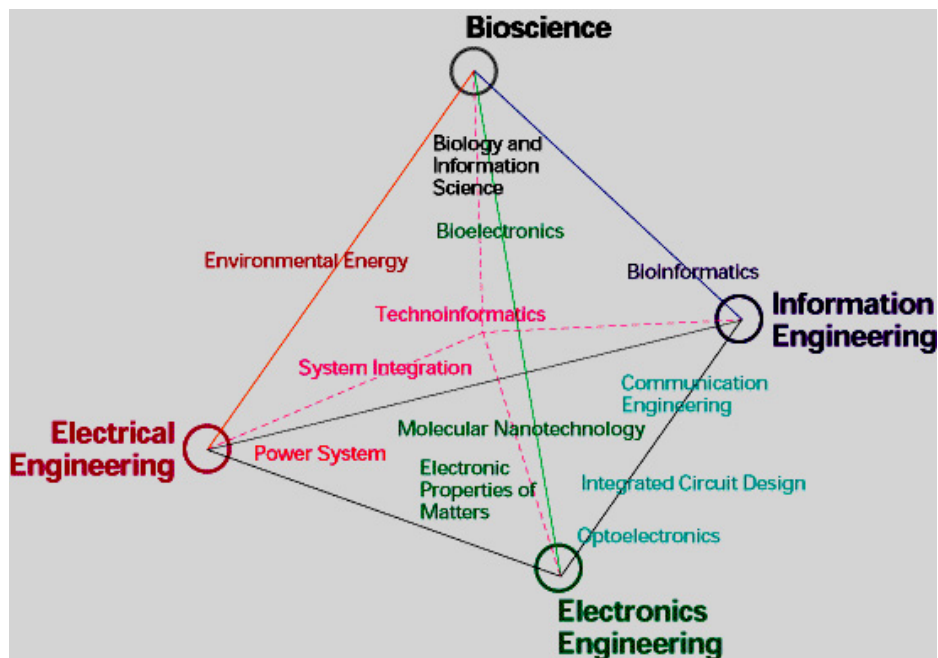 Bioscience
Biology and
Information
Science
Bioelectronics
Environmental Energy
Bioinformatics
Technoinformatics
Information
Engineering
System Integration
Communication
Engineering
Electrical
Engineering
Molecular Nanotechnology
Power System
Electronic
Properties of
Matters
Integrated Circuit Design
Optoelectronics
Electronics
Engineering